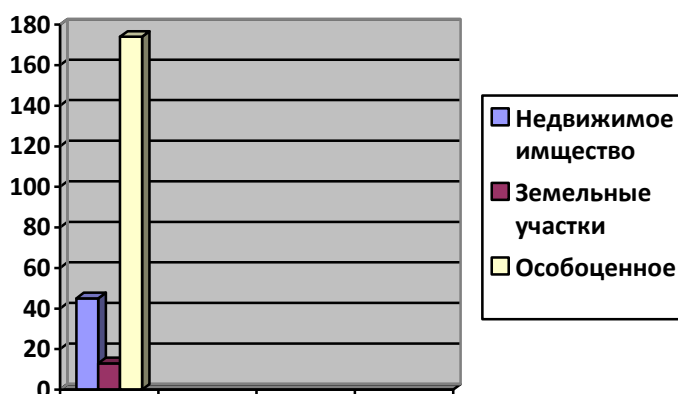 180
160
140
120
100
80
60
40
20
0
Недвижимое
имщество
Земельные
участки
Особоценное